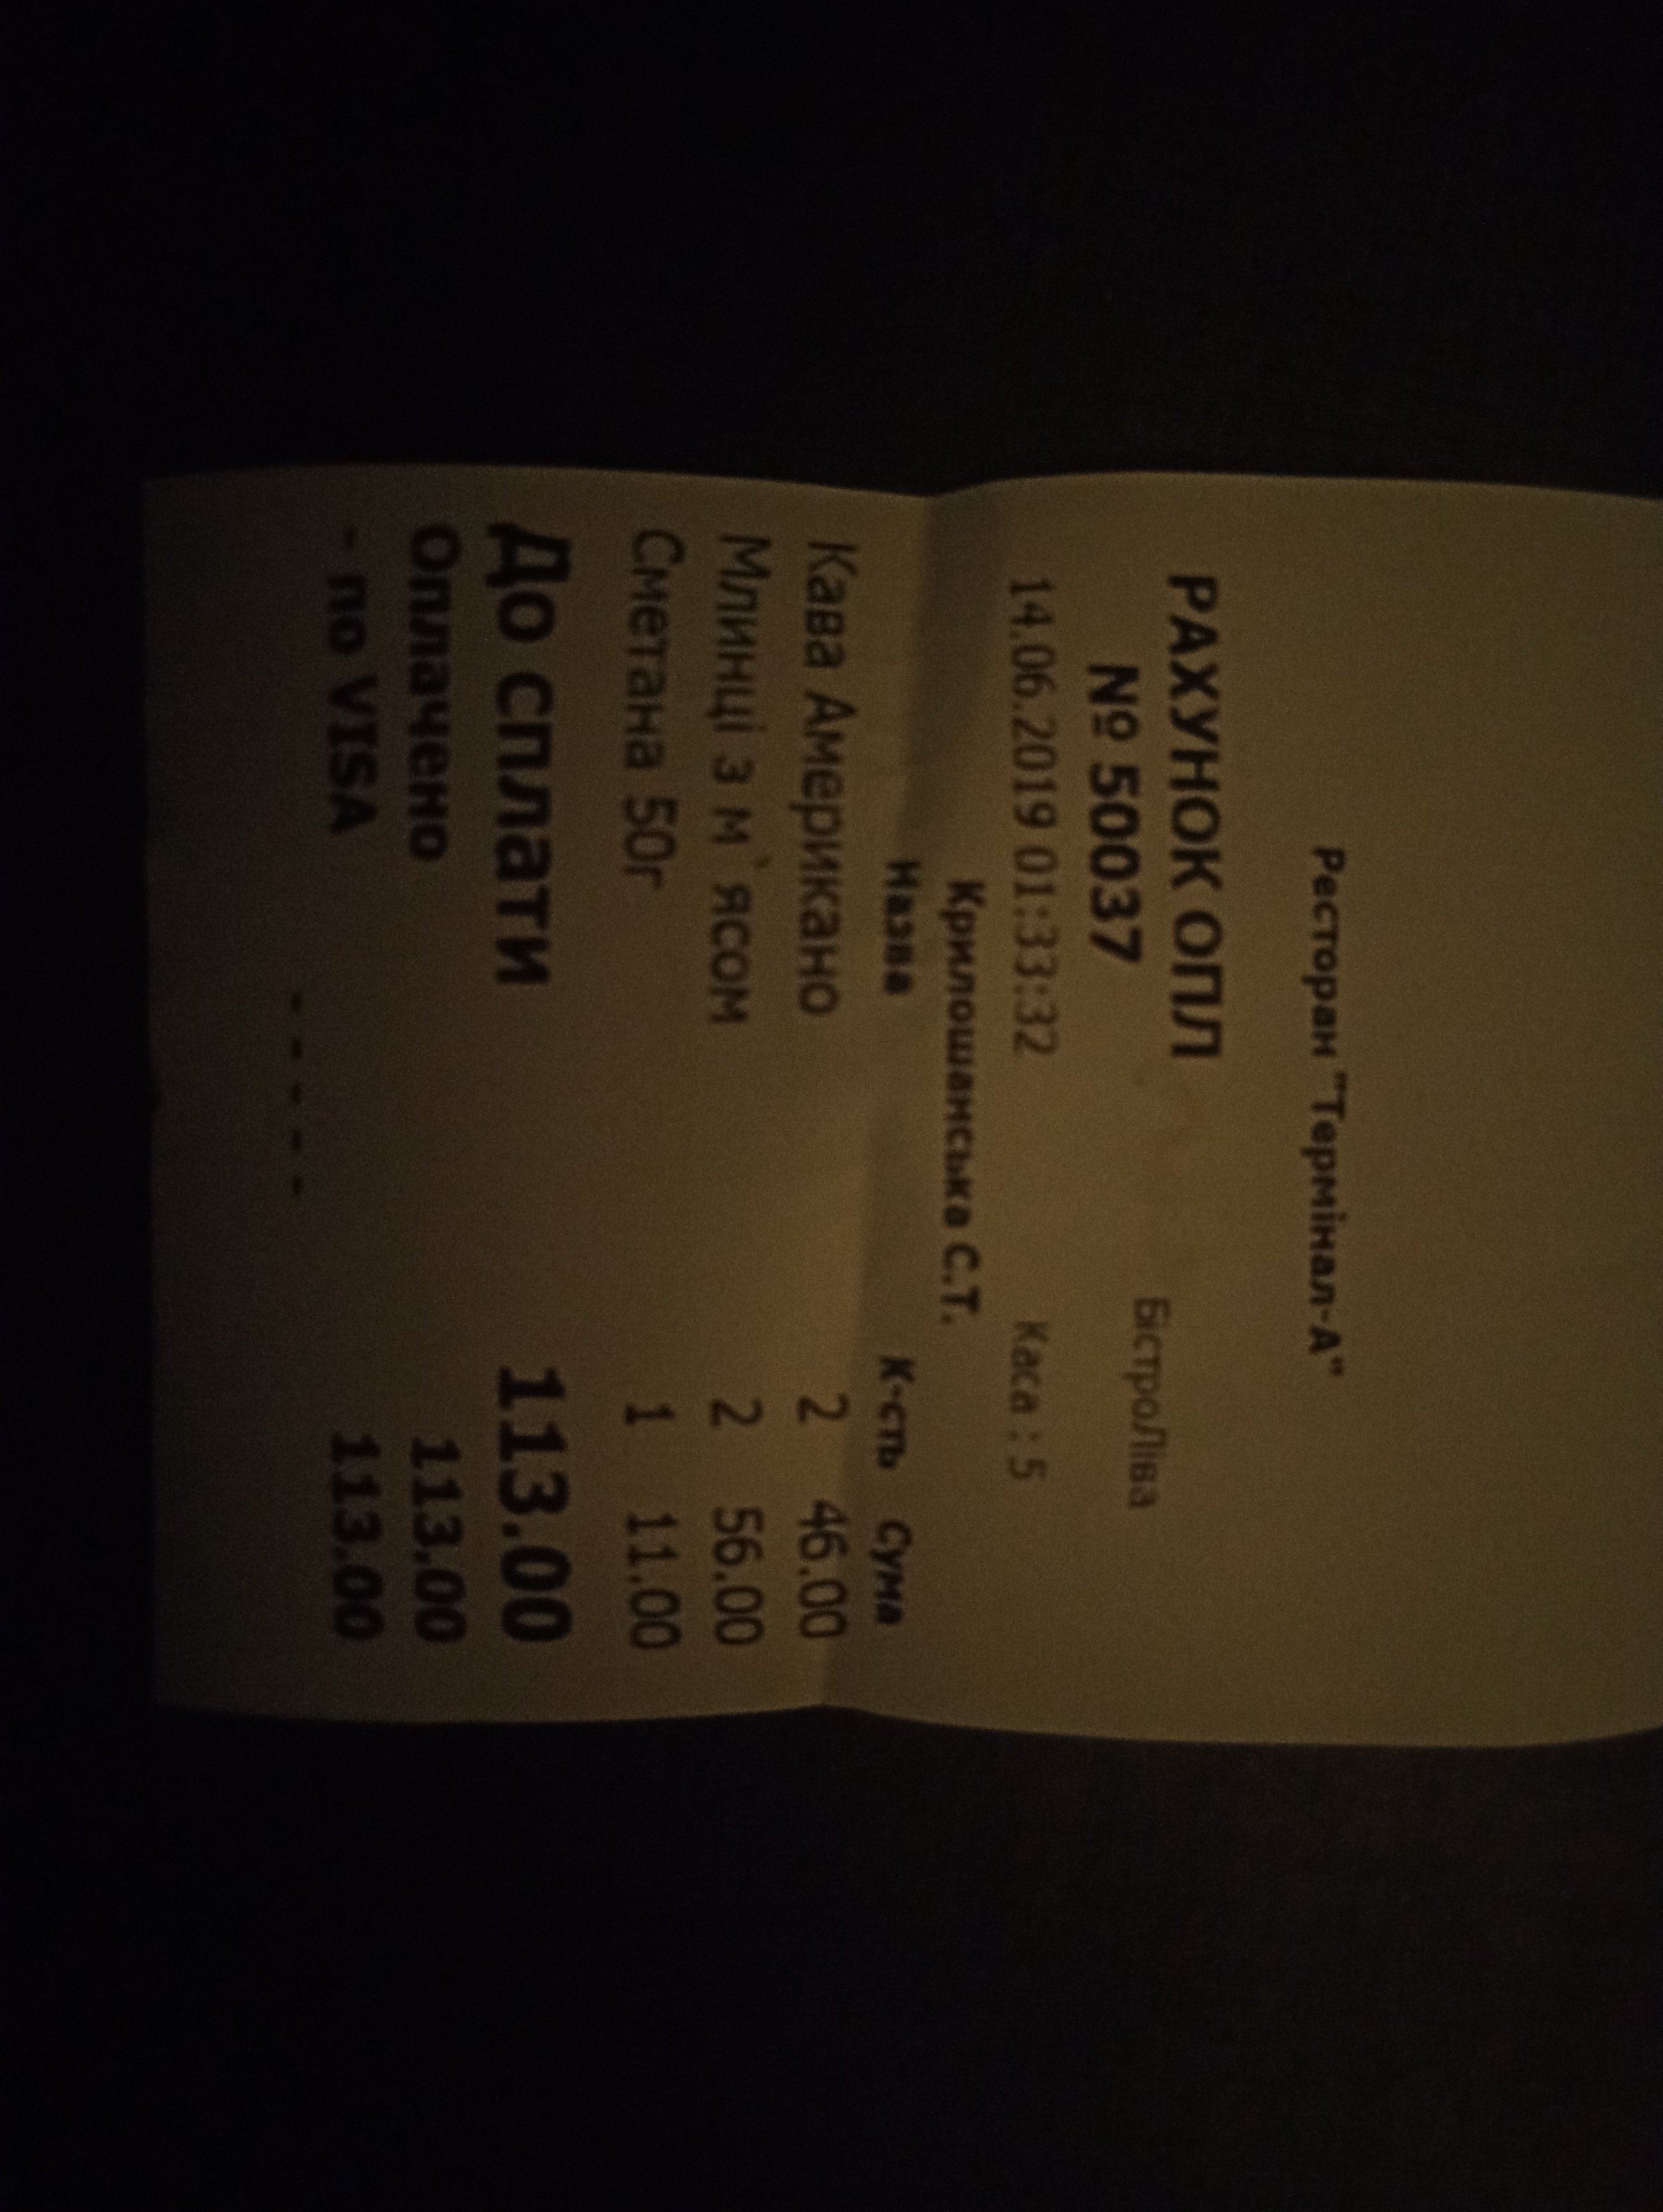 Ресторан "Термінал-А"
РАХУНОК ОПЛ
БістроЛіва
№ 50037
14.06.2019 01:33:32 Каса : 5
Крилошанська С.Т.
Назва К-сть Сума
Кава Американо 2 46.00
Млинці з м`ясом 2 56.00
Сметана 50г 1 11.00
До сплати 113.00
Оплачено 113.00
- по VISA 113.00
- - - - -